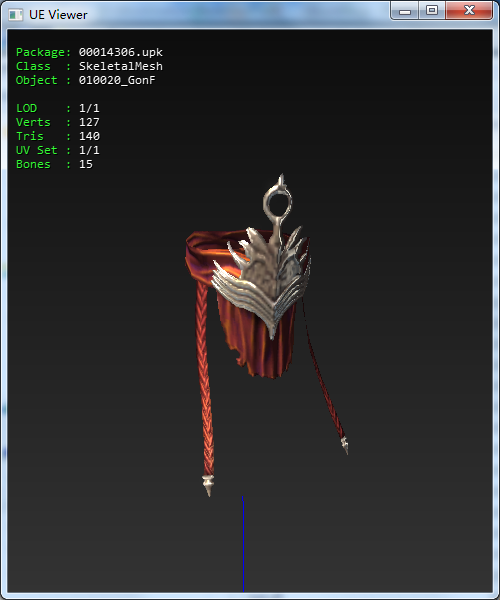 UE Viewer
Package: 00014306.upk
Class : SkeletalMesh
Object : 010020_GonF
LOD : 1/1
Verts : 127
Tris : 140
UV Set : 1/1
Bones : 15